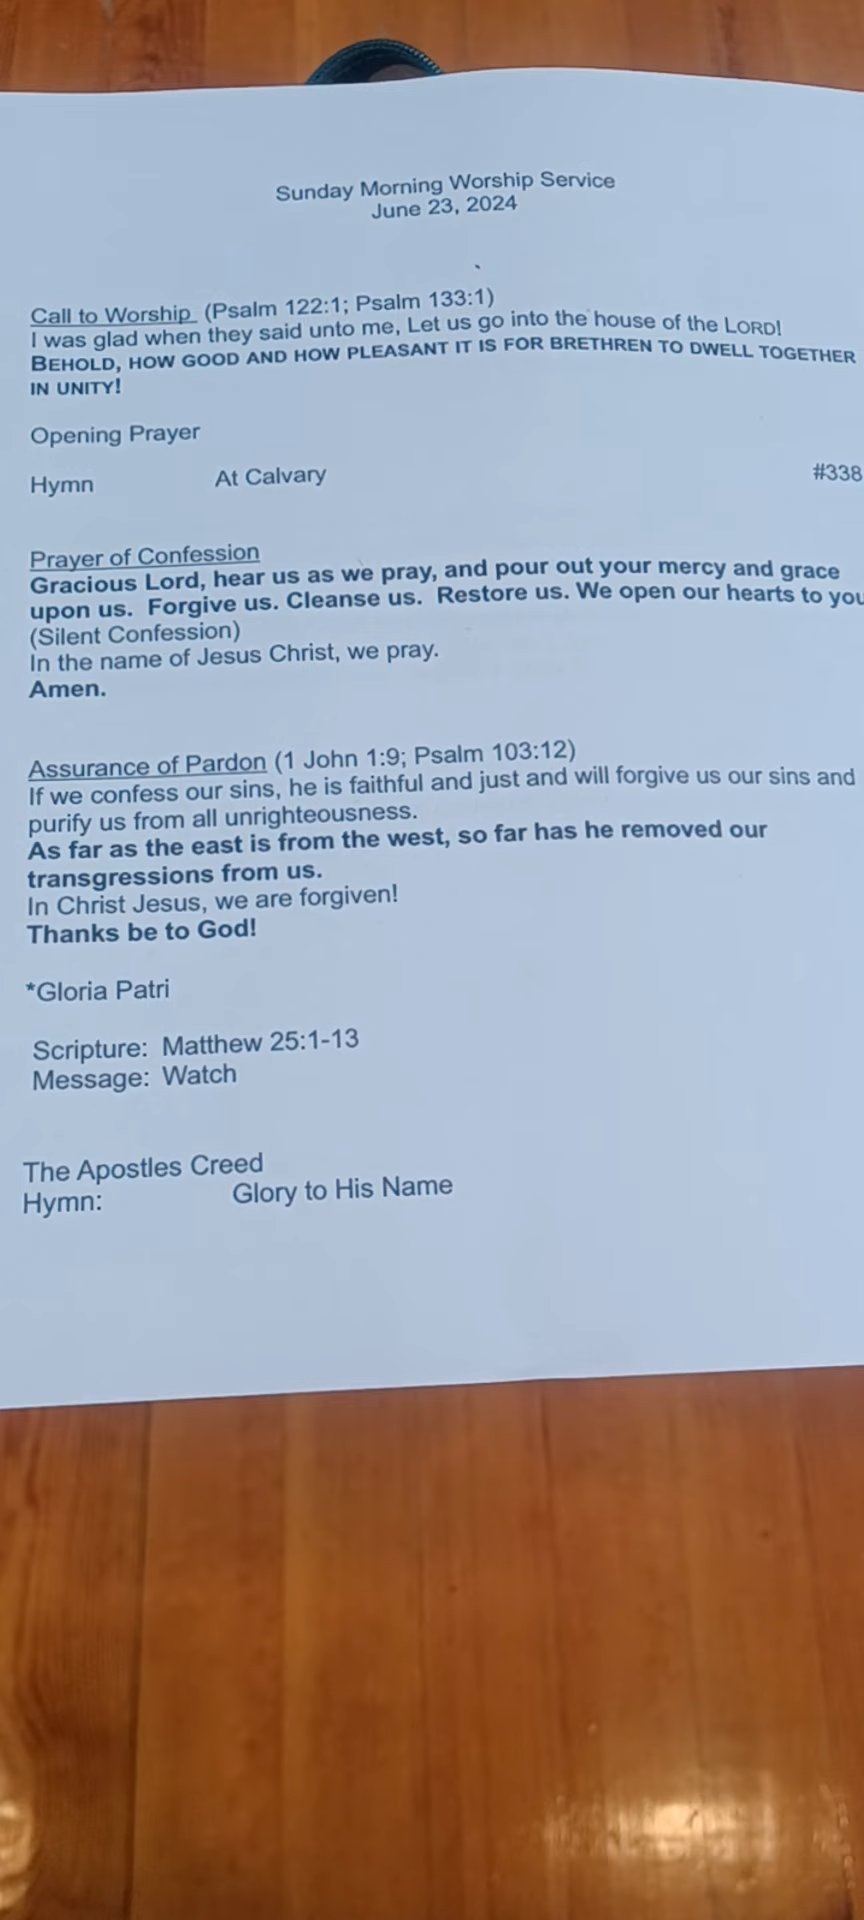 Sunday Morning Worship Service
June 23, 2024
Call to Worship (Psalm 122:1; Psalm 133:1)
I was glad when they said unto me, Let us go into the house of the LORD!
BEHOLD, HOW GOOD AND HOW PLEASANT IT IS FOR BRETHREN TO DWELL TOGETHER
IN UNITY!
Opening Prayer
Hymn At Calvary #338
Prayer of Confession
Gracious Lord, hear us as we pray, and pour out your mercy and grace
upon us. Forgive us. Cleanse us. Restore us. We open our hearts to you
(Silent Confession)
In the name of Jesus Christ, we pray.
Amen.
Assurance of Pardon (1 John 1:9; Psalm 103:12)
If we confess our sins, he is faithful and just and will forgive us our sins and
purify us from all unrighteousness.
As far as the east is from the west, so far has he removed our
transgressions from us.
In Christ Jesus, we are forgiven!
Thanks be to God!
*Gloria Patri
Scripture: Matthew 25:1-13
Message: Watch
The Apostles Creed
Hymn: Glory to His Name